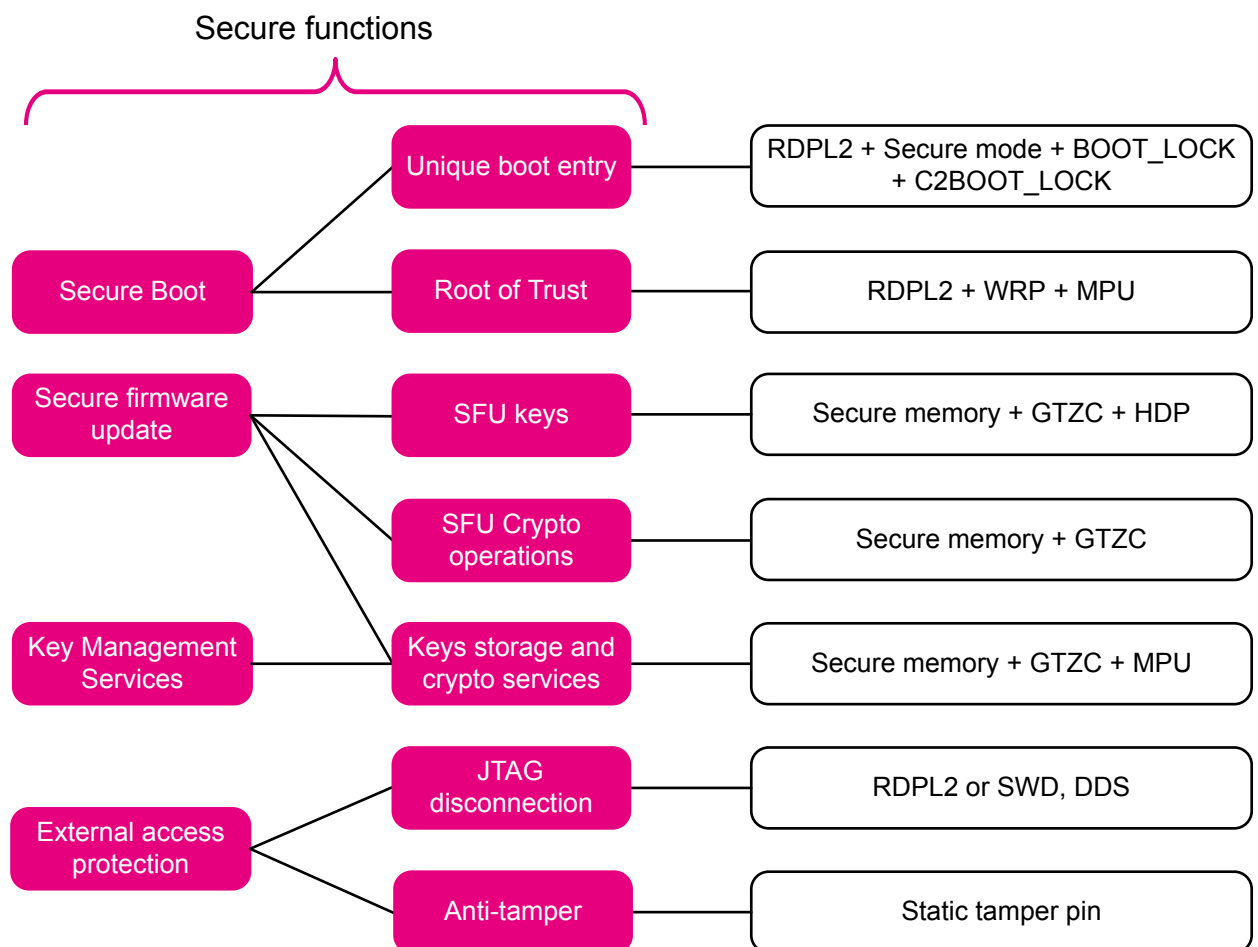 Secure functions
Unique boot entry
RDPL2 + Secure mode + BOOT_LOCK
+ C2BOOT_LOCK
Secure Boot
Root of Trust
RDPL2 + WRP + MPU
Secure firmware
update
SFU keys
Secure memory + GTZC + HDP
SFU Crypto
operations
Secure memory + GTZC
Key Management
Services
Keys storage and
crypto services
Secure memory + GTZC + MPU
External access
protection
JTAG
disconnection
RDPL2 or SWD, DDS
Anti-tamper
Static tamper pin